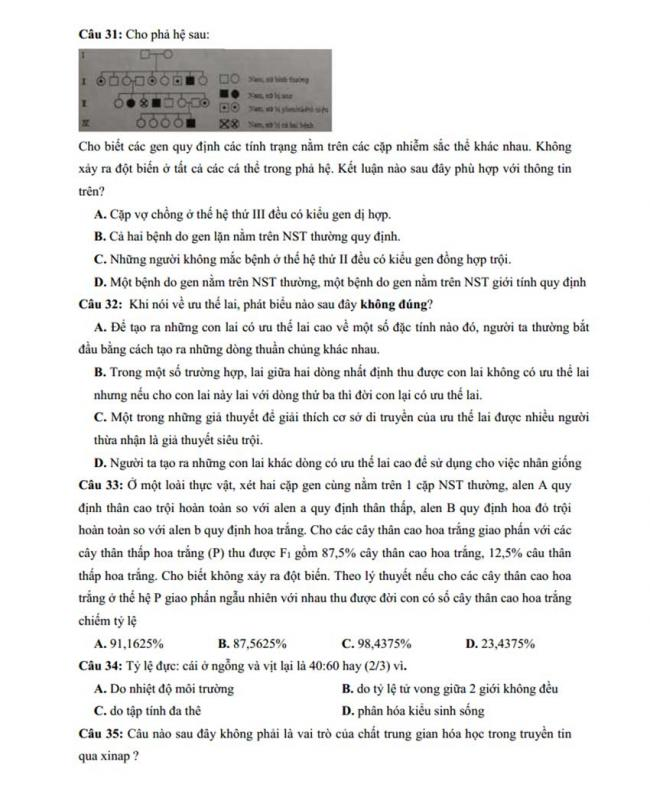 Câu 31: Cho phả hệ sau:
I
I
II
IV
Nam, nữ bình thường
Nam, nữ bị
Nam, nữ bị
Nam, nữ bị cả hai bệnh
Cho biết các gen quy định các tính trạng nằm trên các cặp nhiễm sắc thể khác nhau. Không
xảy ra đột biến ở tất cả các cá thể trong phả hệ. Kết luận nào sau đây phù hợp với thông tin
trên?
A. Cặp vợ chồng ở thế hệ thứ III đều có kiểu gen dị hợp.
B. Cả hai bệnh do gen lặn nằm trên NST thường quy định.
C. Những người không mắc bệnh ở thế hệ thứ II đều có kiểu gen đồng hợp trội.
D. Một bệnh do gen nằm trên NST thường, một bệnh do gen nằm trên NST giới tính quy định
Câu 32: Khi nói về ưu thế lai, phát biểu nào sau đây không đúng?
A. Để tạo ra những con lai có ưu thế lai cao về một số đặc tính nào đó, người ta thường bắt
đầu bằng cách tạo ra những dòng thuần chủng khác nhau.
B. Trong một số trường hợp, lai giữa hai dòng nhất định thu được con lai không có ưu thế lai
nhưng nếu cho con lai này lai với dòng thứ ba thì đời con lại có ưu thế lai.
C. Một trong những giả thuyết để giải thích cơ sở di truyền của ưu thế lai được nhiều người
thừa nhận là giả thuyết siêu trội.
D. Người ta tạo ra những con lai khác dòng có ưu thế lai cao để sử dụng cho việc nhân giống
Câu 33: Ở một loài thực vật, xét hai cặp gen cùng nằm trên 1 cặp NST thường, alen A quy
định thân cao trội hoàn toàn so với alen a quy định thân thấp, alen B quy định hoa đỏ trội
hoàn toàn so với alen b quy định hoa trắng. Cho các cây thân cao hoa trắng giao phấn với các
cây thân thấp hoa trắng (P) thu được F₁ gồm 87,5% cây thân cao hoa trắng, 12,5% câu thân
thấp hoa trắng. Cho biết không xảy ra đột biến. Theo lý thuyết nếu cho các cây thân cao hoa
trắng ở thế hệ P giao phấn ngẫu nhiên với nhau thu được đời con có số cây thân cao hoa trắng
chiếm tỷ lệ
A. 91,1625% B. 87,5625% C. 98,4375% D. 23,4375%
Câu 34: Tỷ lệ đực: cái ở ngỗng và vịt lại là 40:60 hay (2/3) vì.
A. Do nhiệt độ môi trường B. do tỷ lệ tử vong giữa 2 giới không đều
C. do tập tính đa thê D. phân hóa kiểu sinh sống
Câu 35: Câu nào sau đây không phải là vai trò của chất trung gian hóa học trong truyền tin
qua xinap ?